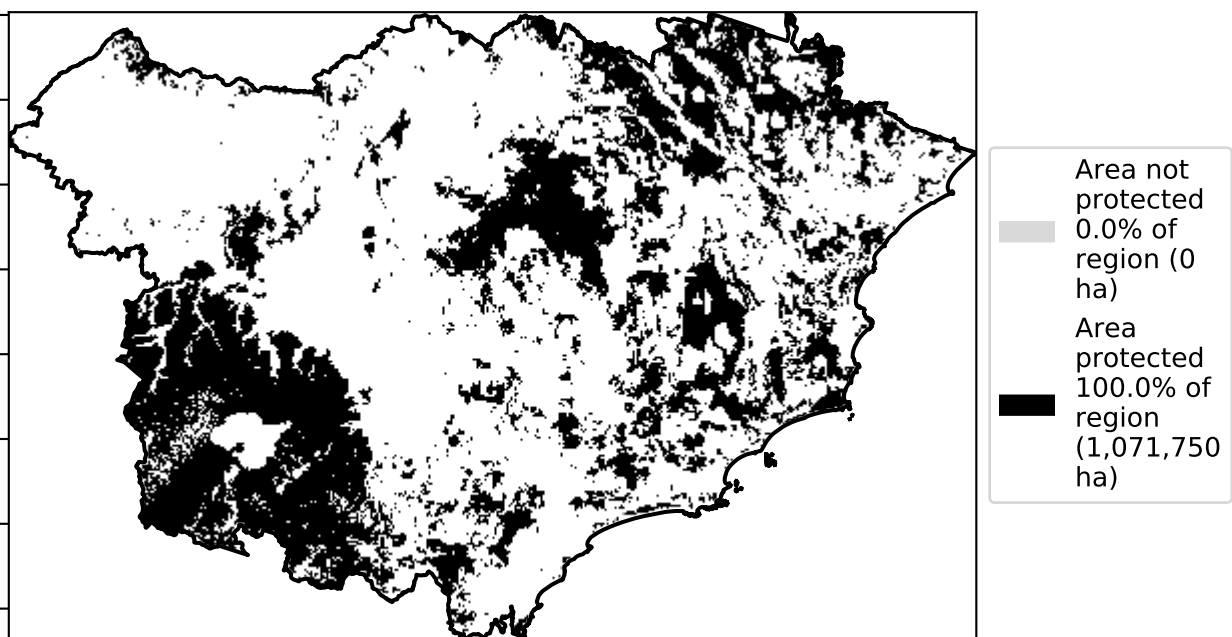 Area not
protected
0.0% of
region (0
ha)
Area
protected
100.0% of
region
(1,071,750
ha)